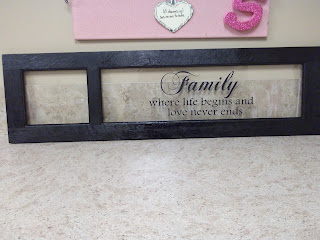 S
Family
where life begins and
love never ends